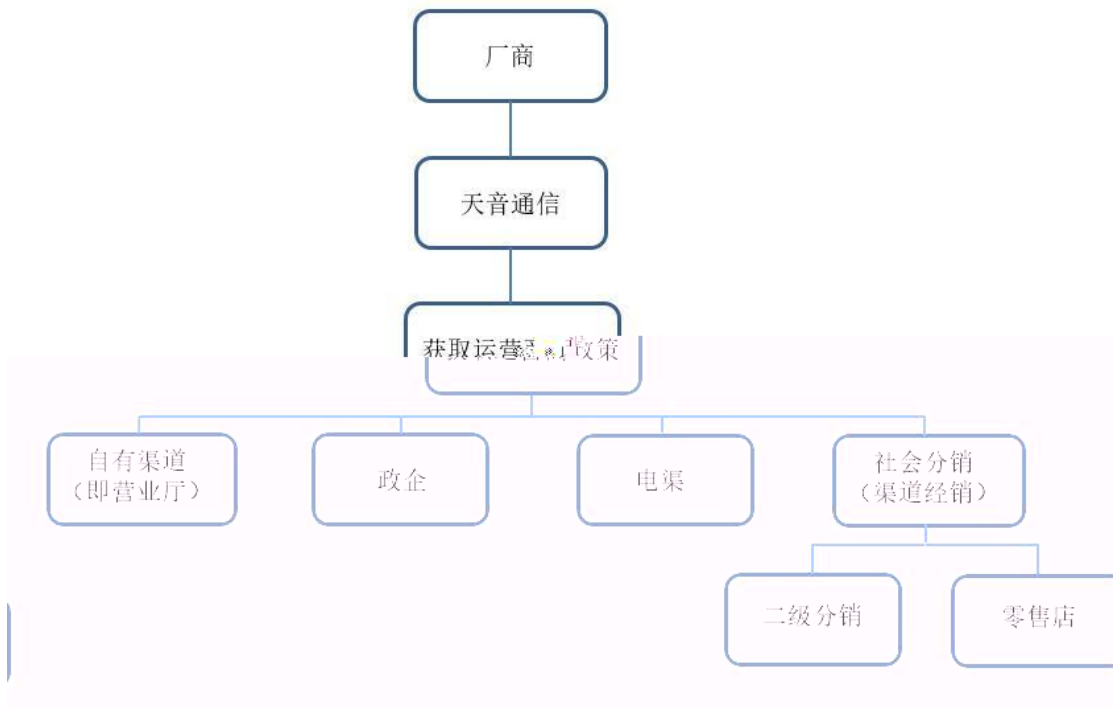 厂商
天音通信
获取运营
政策
自有渠道
（即营业厅）
政企
电渠
社会分销
（渠道经销）
二级分销
零售店